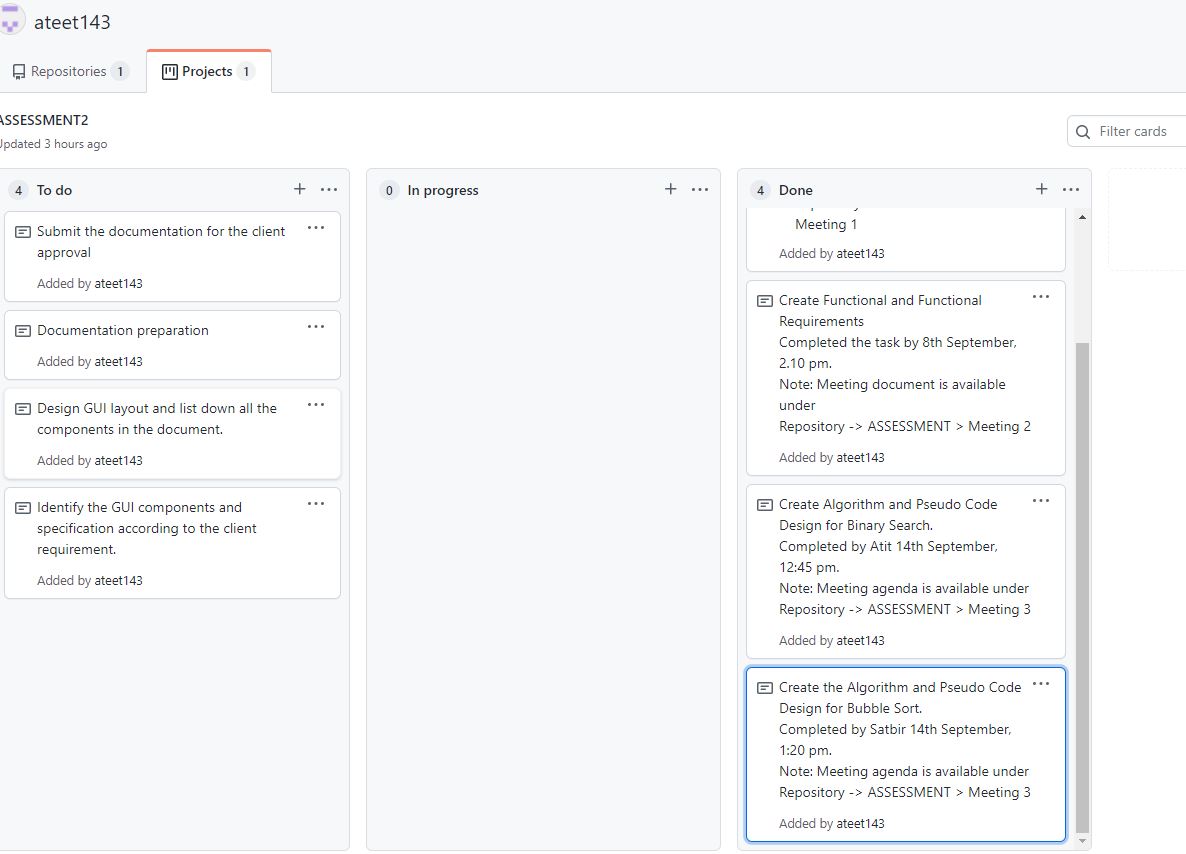 ateet143
Repositories 1
Projects 1
ASSESSMENT2
Updated 3 hours ago
Filter cards
4 To do
Submit the documentation for the client
approval
Added by ateet143
Documentation preparation
Added by ateet143
Design GUI layout and list down all the
components in the document.
Added by ateet143
Identify the GUI components and
specification according to the client
requirement.
Added by ateet143
0 In progress
4 Done
Meeting 1
Added by ateet143
Create Functional and Functional
Requirements
Completed the task by 8th September,
2.10 pm.
Note: Meeting document is available
under
Repository -> ASSESSMENT > Meeting 2
Added by ateet143
Create Algorithm and Pseudo Code
Design for Binary Search.
Completed by Atit 14th September,
12:45 pm.
Note: Meeting agenda is available under
Repository -> ASSESSMENT > Meeting 3
Added by ateet143
Create the Algorithm and Pseudo Code
Design for Bubble Sort.
Completed by Satbir 14th September,
1:20 pm.
Note: Meeting agenda is available under
Repository -> ASSESSMENT > Meeting 3
Added by ateet143